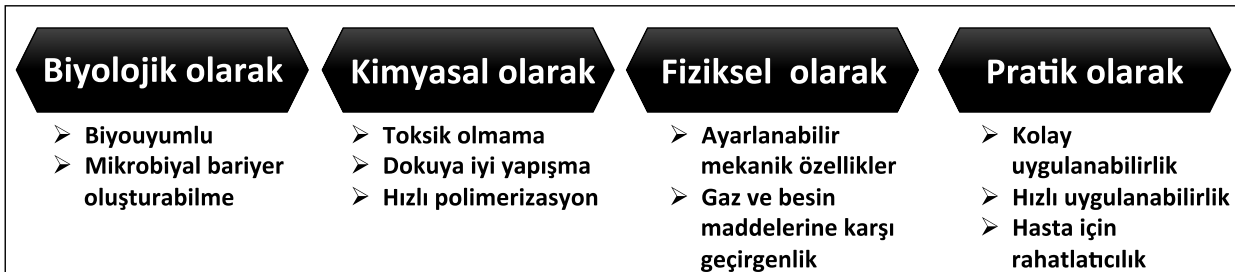 Biyolojik olarak
➢ Biyouyumlu
➢ Mikrobiyal bariyer
oluşturabilme
Kimyasal olarak
➢ Toksik olmama
➢ Dokuya iyi yapışma
➢ Hızlı polimerizasyon
Fiziksel olarak
➢ Ayarlanabilir
mekanik özellikler
➢ Gaz ve besin
maddelerine karşı
geçirgenlik
Pratik olarak
➢ Kolay
uygulanabilirlik
➢ Hızlı uygulanabilirlik
➢ Hasta için
rahatlatıcılık